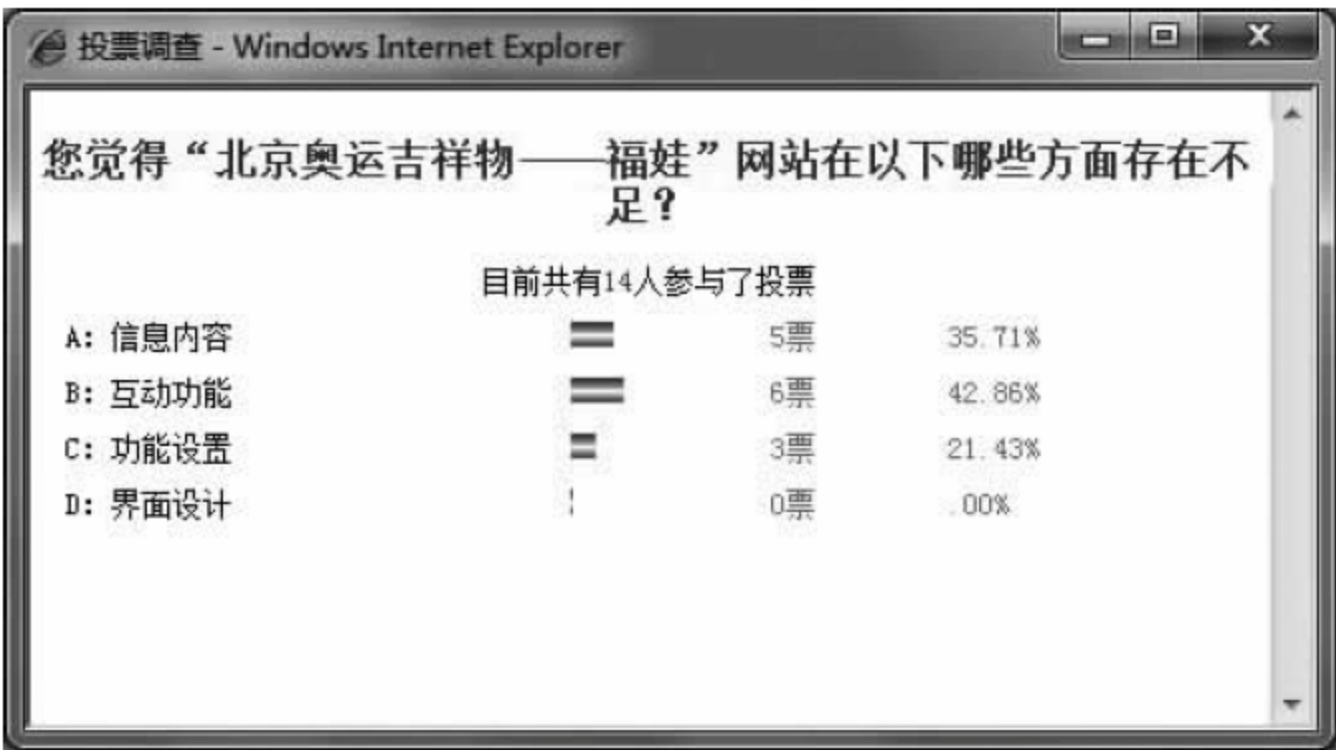 投票调查 - Windows Internet Explorer
您觉得“北京奥运吉祥物——福娃”网站在以下哪些方面存在不
足？
目前共有14人参与了投票
A: 信息内容 5票 35.71%
B: 互动功能 6票 42.86%
C: 功能设置 3票 21.43%
D: 界面设计 0票 .00%